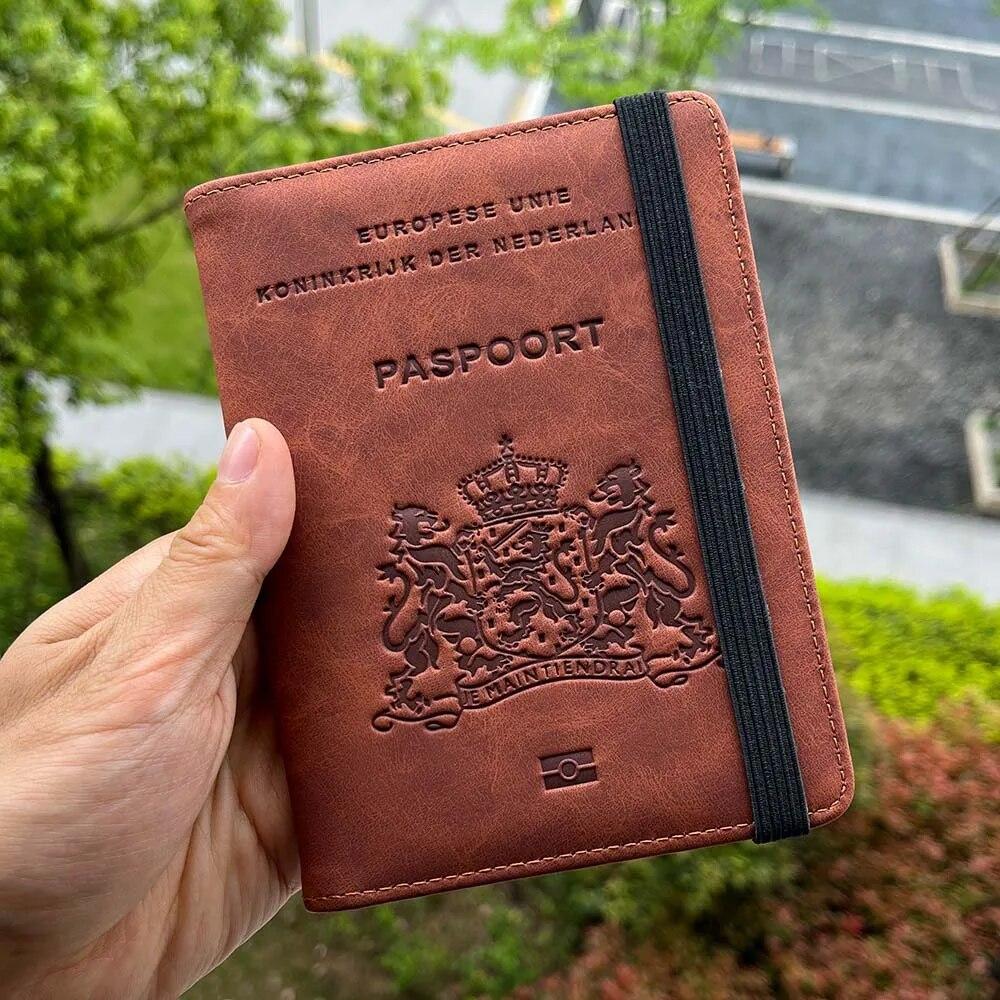 EUROPESE UNIE
KONINKRIJK DER NEDERLAN
PASPOORT
JE MAINTIENDRAI